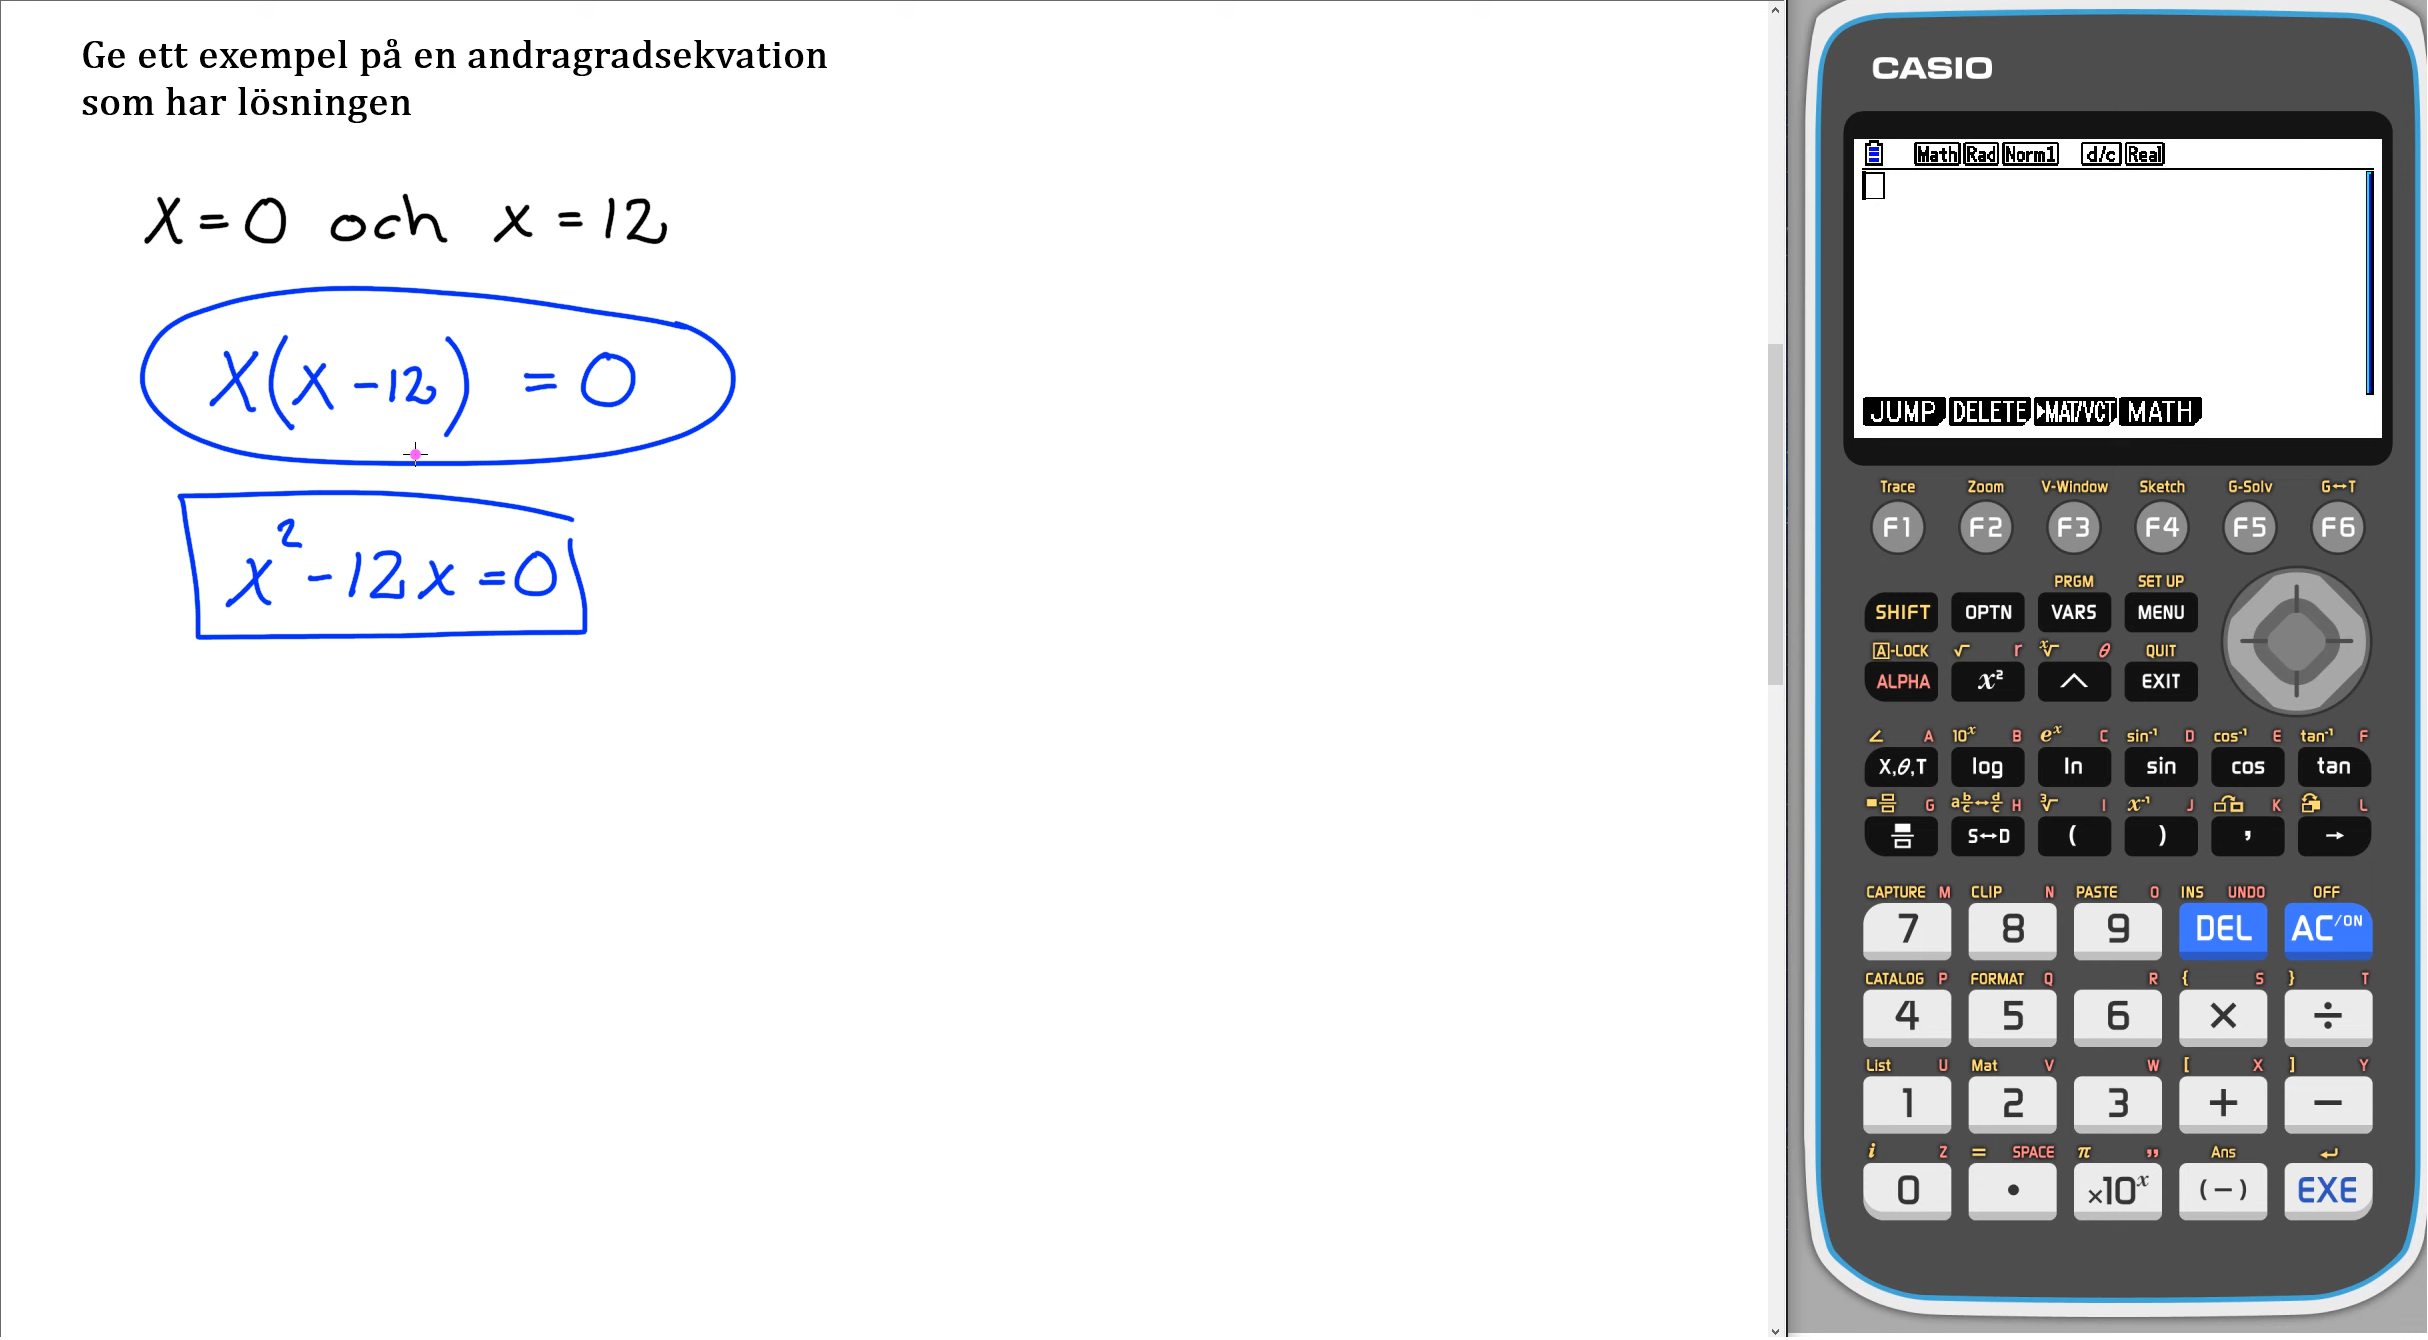 Ge ett exempel på en andragradsekvation
som har lösningen
x = 0 och x = 12
x(x - 12) = 0
x² - 12x = 0
CASIO
Math Rad Norm1 d/c Real
JUMP DELETE ▶MAT/VCT MATH
Trace Zoom V-Window Sketch G-Solv G↔T
F1 F2 F3 F4 F5 F6
PRGM SET UP
SHIFT OPTN VARS MENU
A-LOCK √ r ˣ√ θ QUIT
ALPHA x² ^ EXIT
∠ A 10ˣ B eˣ C sin⁻¹ D cos⁻¹ E tan⁻¹ F
X,θ,T log ln sin cos tan
G a b/c↔d/c H ³√ I x⁻¹ J K L
S↔D ( ) , →
CAPTURE M CLIP N PASTE O INS UNDO OFF
7 8 9 DEL AC/ON
CATALOG P FORMAT Q R { S } T
4 5 6 × ÷
List U Mat V W [ X ] Y
1 2 3 + −
i Z = SPACE π " Ans ↵
0 • ×10ˣ (−) EXE